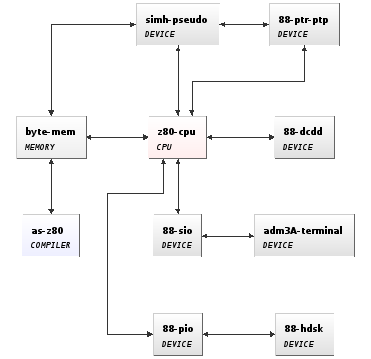 simh-pseudo
DEVICE
88-ptr-ptp
DEVICE
byte-mem
MEMORY
z80-cpu
CPU
88-dcdd
DEVICE
as-z80
COMPILER
88-sio
DEVICE
adm3A-terminal
DEVICE
88-pio
DEVICE
88-hdsk
DEVICE